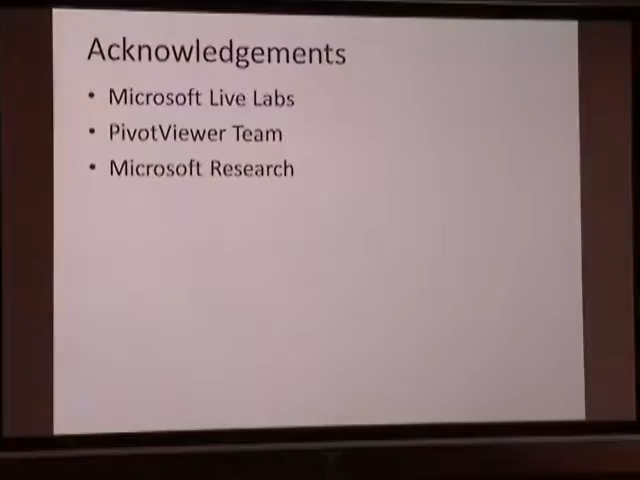 Acknowledgements
• Microsoft Live Labs
• PivotViewer Team
• Microsoft Research